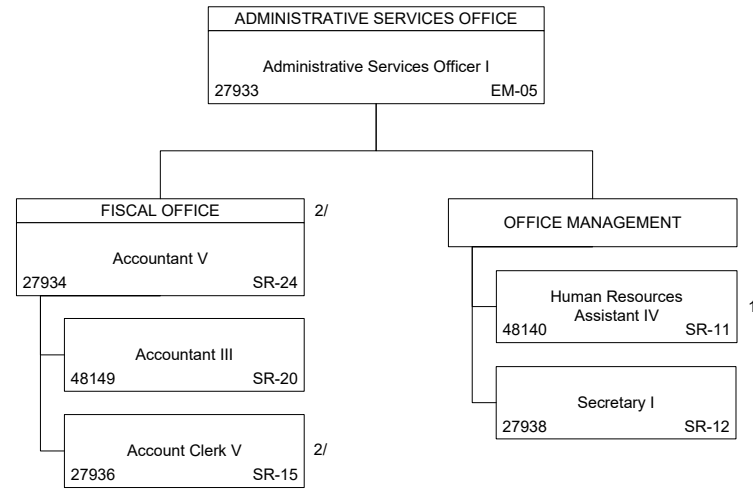 ADMINISTRATIVE SERVICES OFFICE
Administrative Services Officer I
27933 EM-05
FISCAL OFFICE 2/
Accountant V
27934 SR-24
Accountant III
48149 SR-20
Account Clerk V 2/
27936 SR-15
OFFICE MANAGEMENT
Human Resources
Assistant IV
48140 SR-11
Secretary I
27938 SR-12